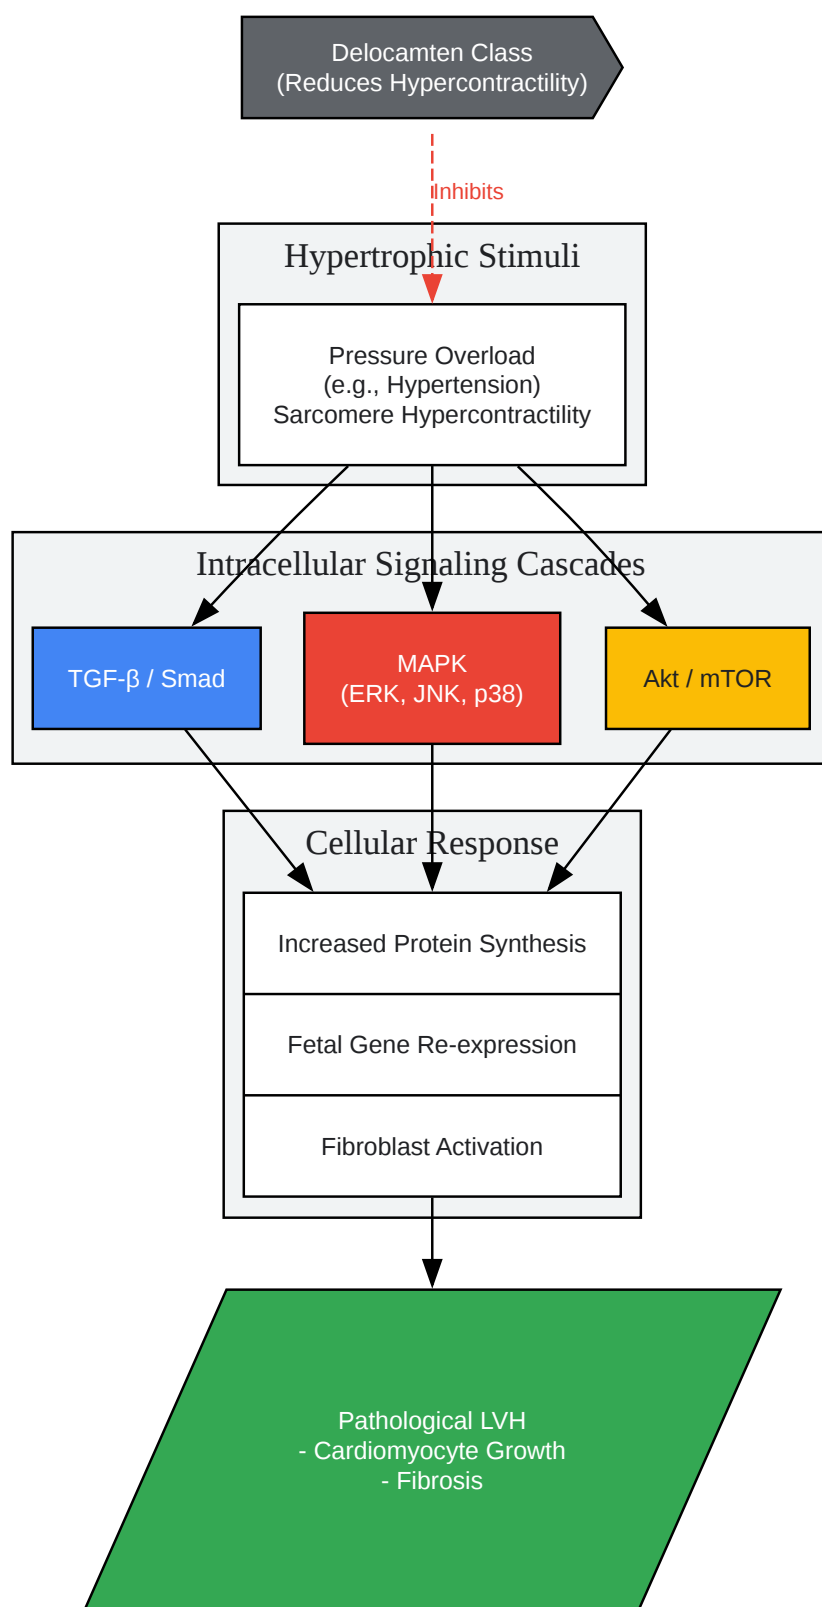 Delocamten Class
(Reduces Hypercontractility)
Inhibits
Hypertrophic Stimuli
Pressure Overload
(e.g., Hypertension)
Sarcomere Hypercontractility
Intracellular Signaling Cascades
TGF-β / Smad
MAPK
(ERK, JNK, p38)
Akt / mTOR
Cellular Response
Increased Protein Synthesis
Fetal Gene Re-expression
Fibroblast Activation
Pathological LVH
- Cardiomyocyte Growth
- Fibrosis